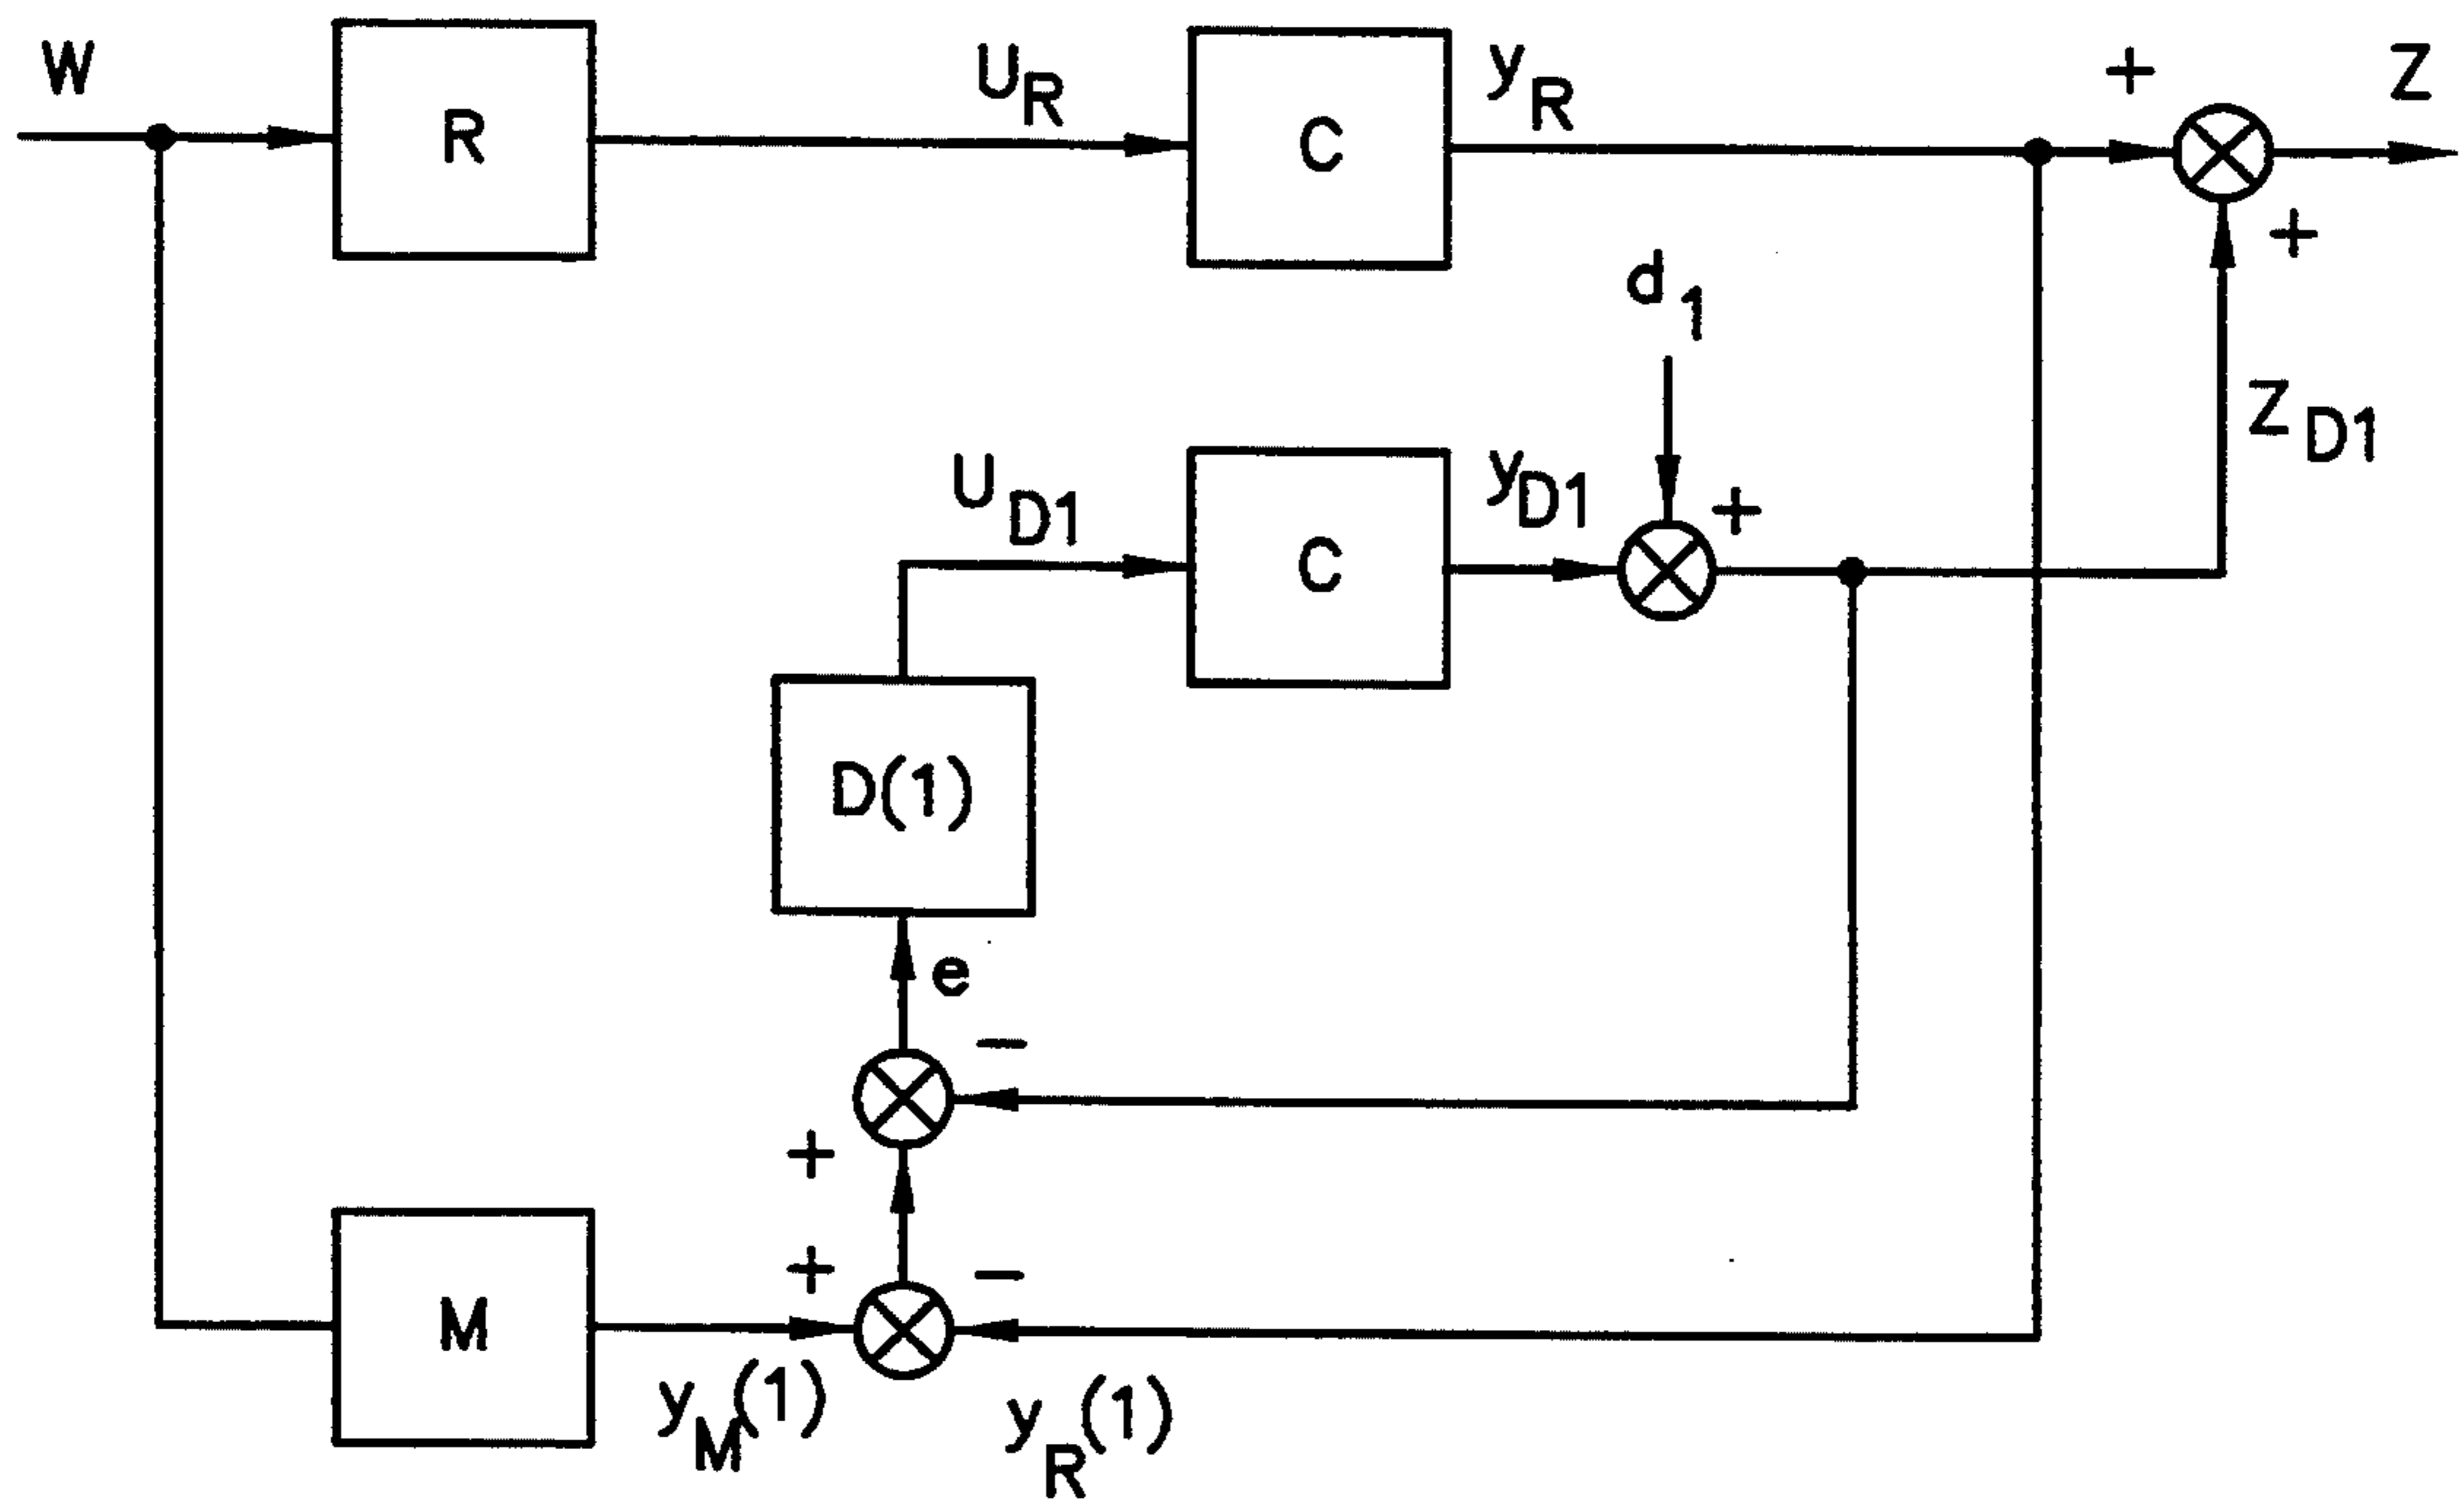 W
R
U_R
C
y_R
+
Z
+
d_1
Z_D1
U_D1
C
y_D1
+
D(1)
e
−
+
+
−
M
y_M(1)
y_R(1)